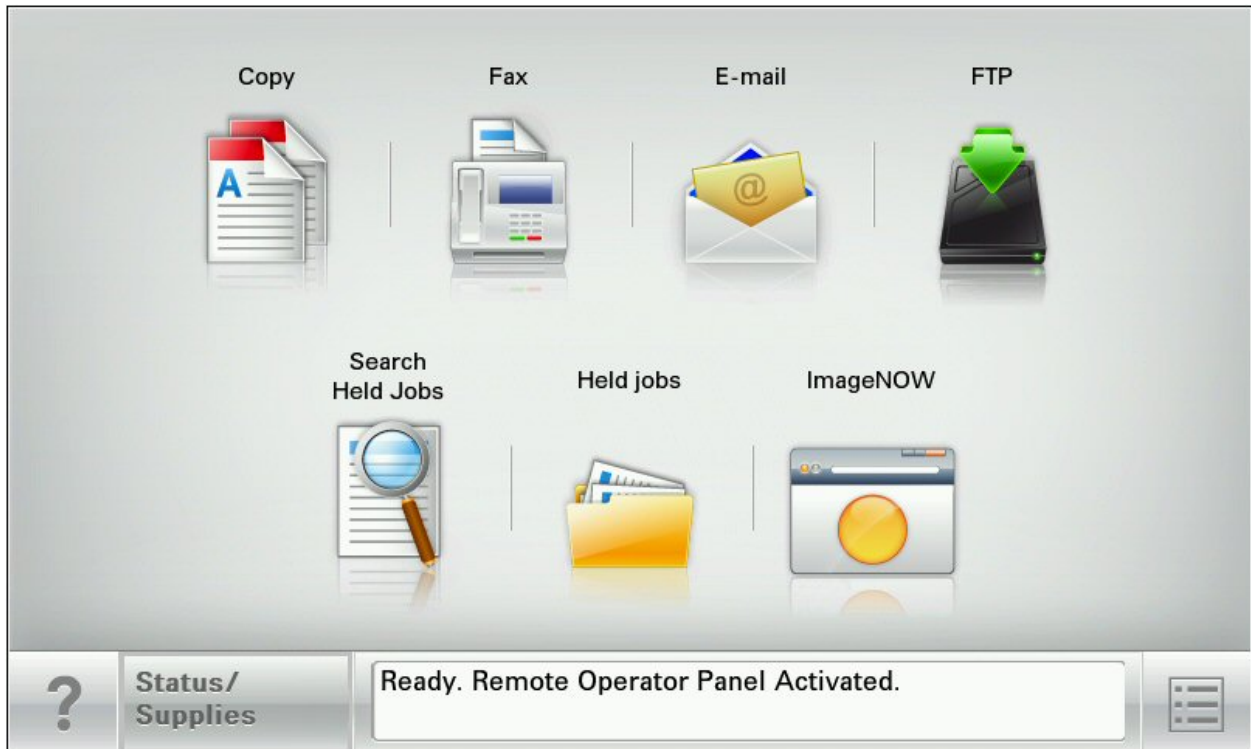 Copy
Fax
E-mail
FTP
A
@
Search
Held Jobs
Held jobs
ImageNOW
?
Status/
Supplies
Ready. Remote Operator Panel Activated.